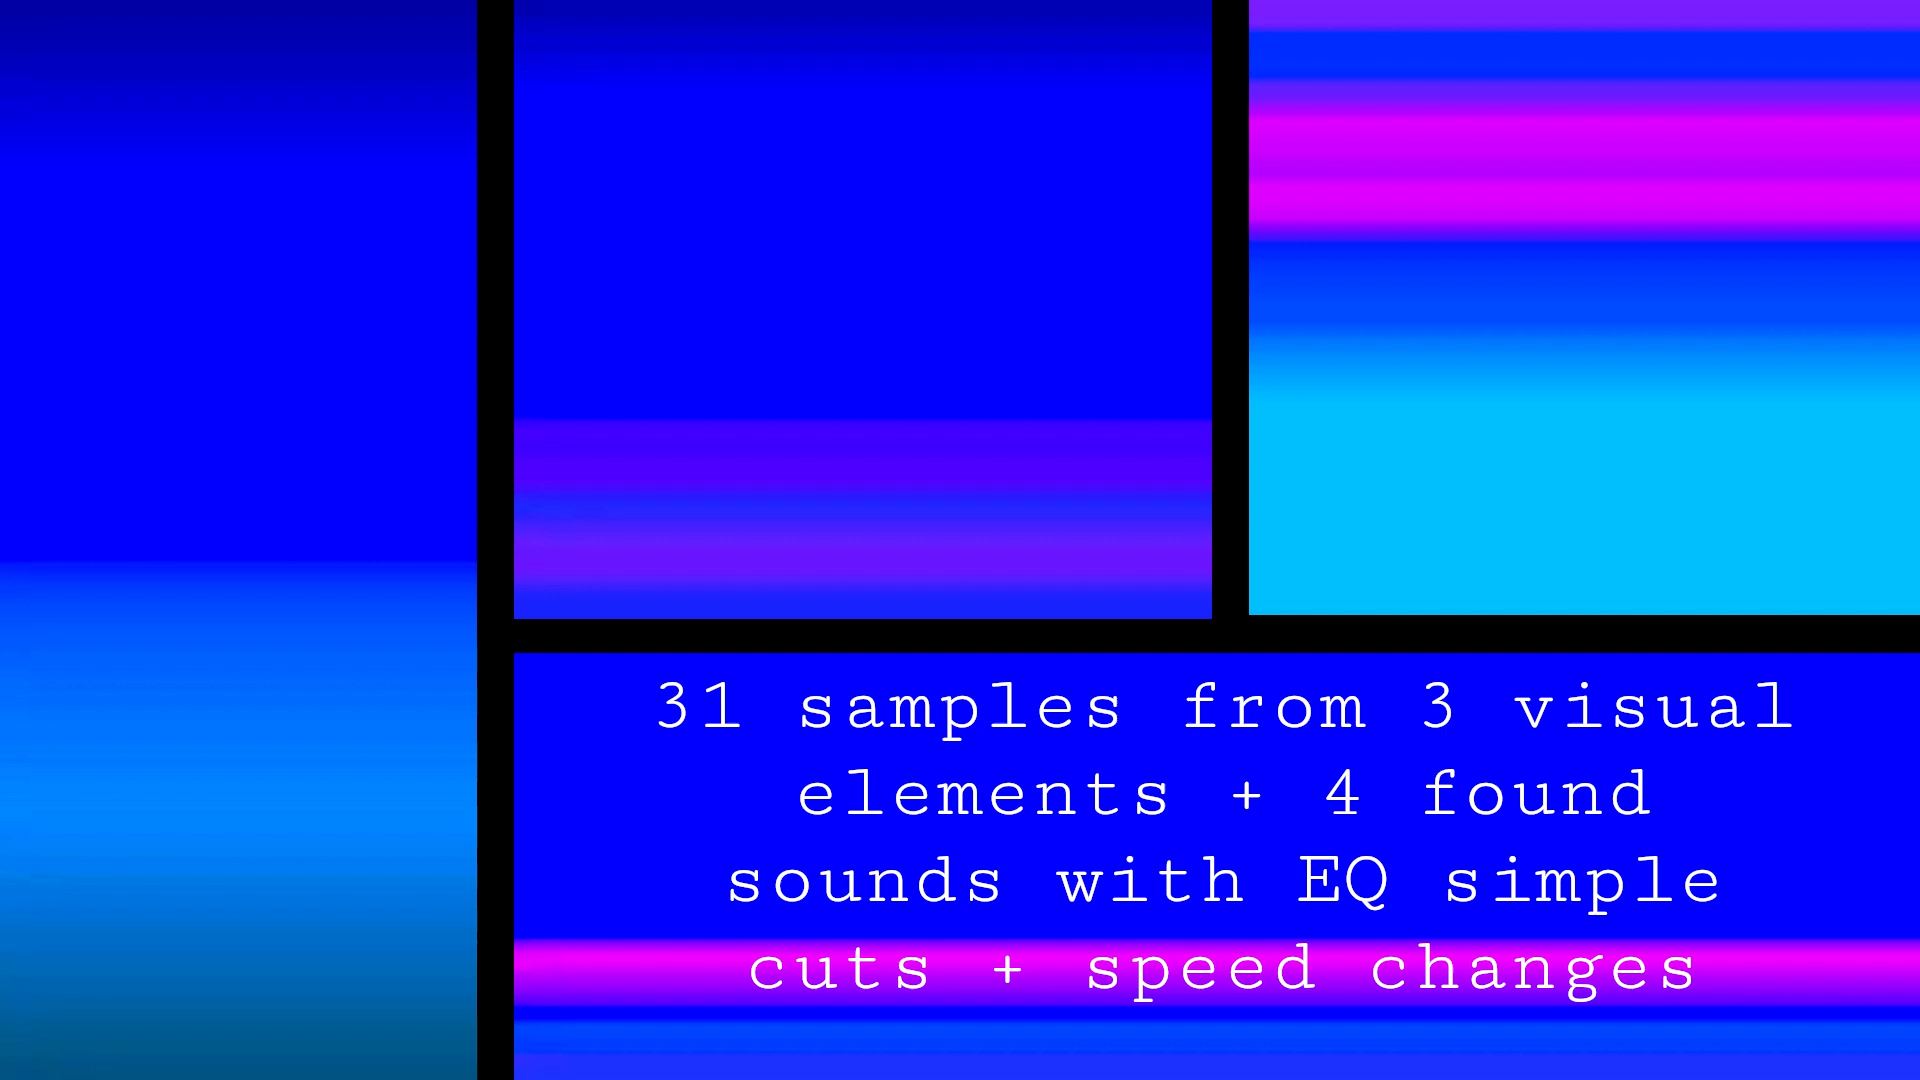 31 samples from 3 visual
elements + 4 found
sounds with EQ simple
cuts + speed changes